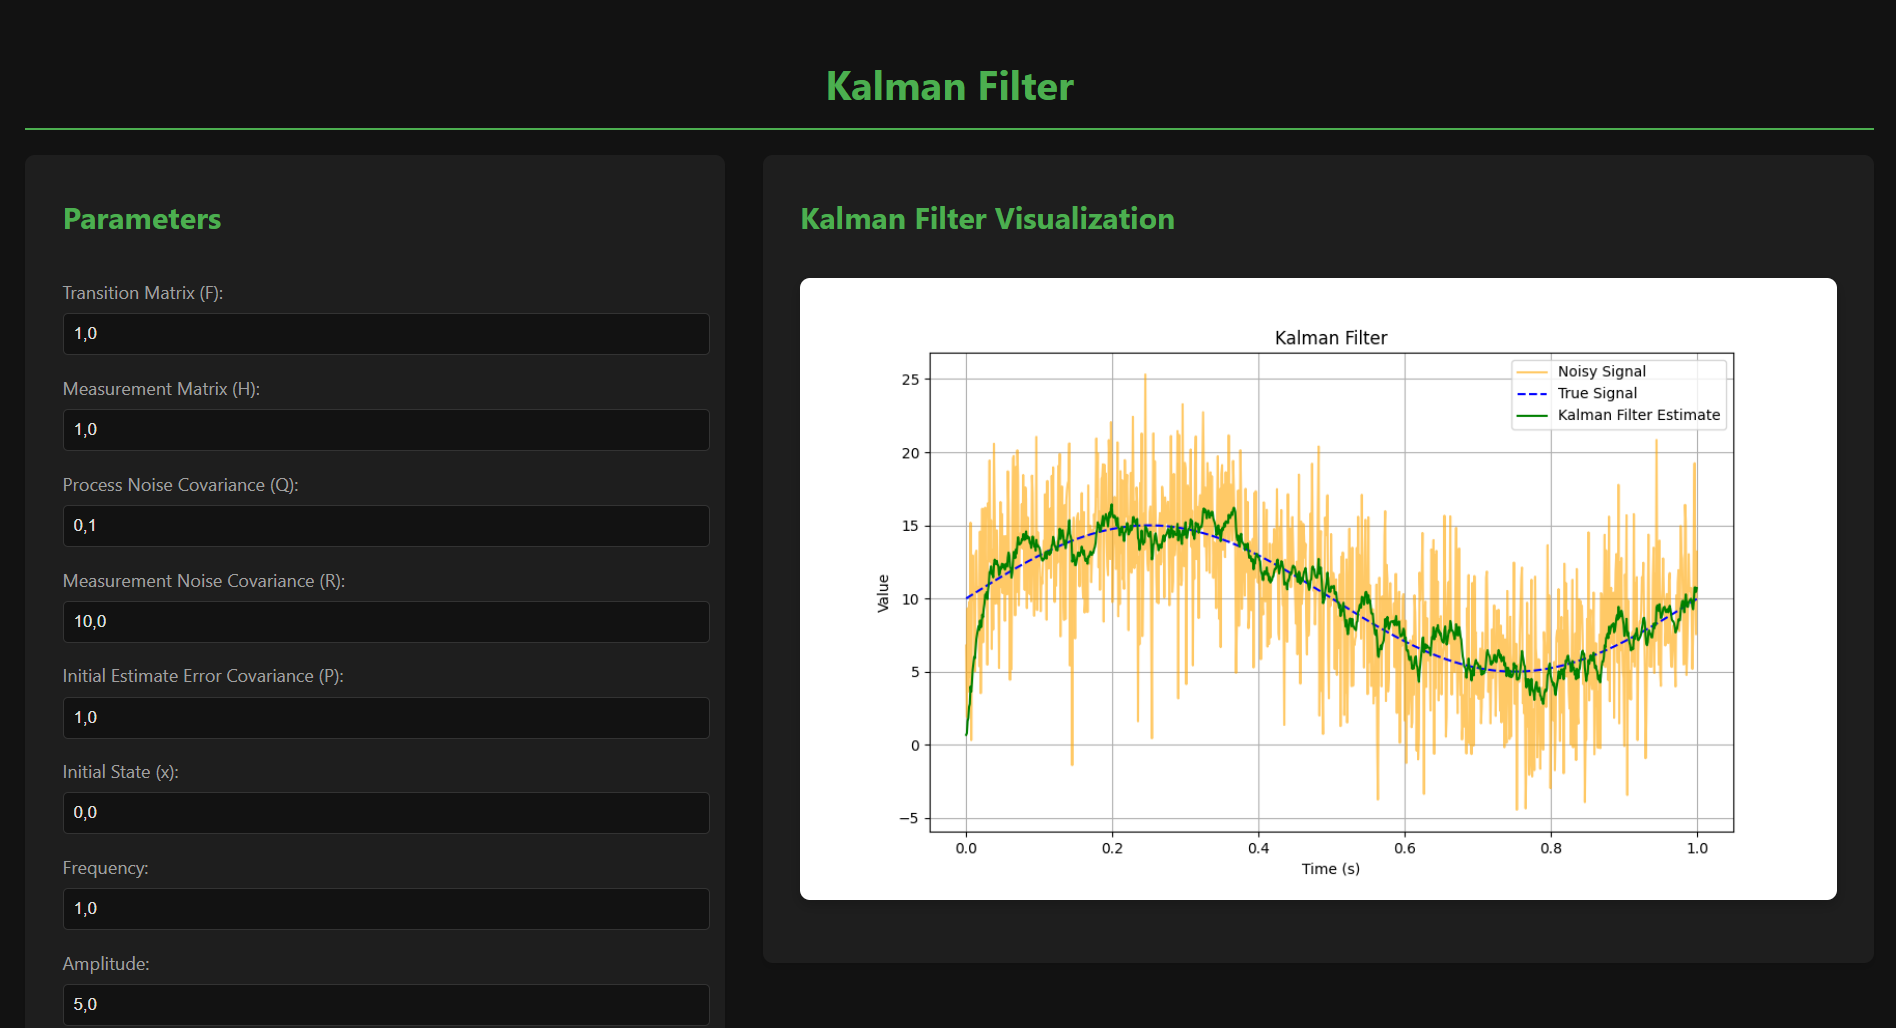 Kalman Filter
Parameters
Transition Matrix (F):
1,0
Measurement Matrix (H):
1,0
Process Noise Covariance (Q):
0,1
Measurement Noise Covariance (R):
10,0
Initial Estimate Error Covariance (P):
1,0
Initial State (x):
0,0
Frequency:
1,0
Amplitude:
5,0
Kalman Filter Visualization
Kalman Filter
Noisy Signal
True Signal
Kalman Filter Estimate
Value
25
20
15
10
5
0
−5
0.0 0.2 0.4 0.6 0.8 1.0
Time (s)